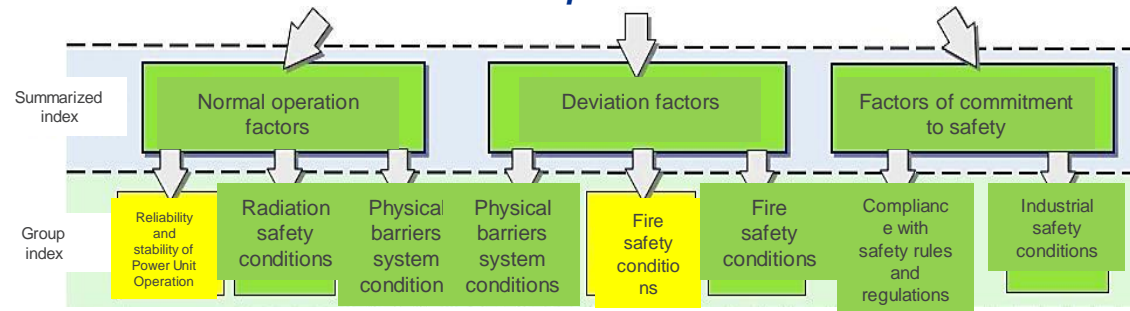 Summarized
index
Normal operation
factors
Deviation factors
Factors of commitment
to safety
Group
index
Reliability
and
stability of
Power Unit
Operation
Radiation
safety
conditions
Physical
barriers
system
condition
Physical
barriers
system
conditions
Fire
safety
conditio
ns
Fire
safety
conditions
Complianc
e with
safety rules
and
regulations
Industrial
safety
conditions